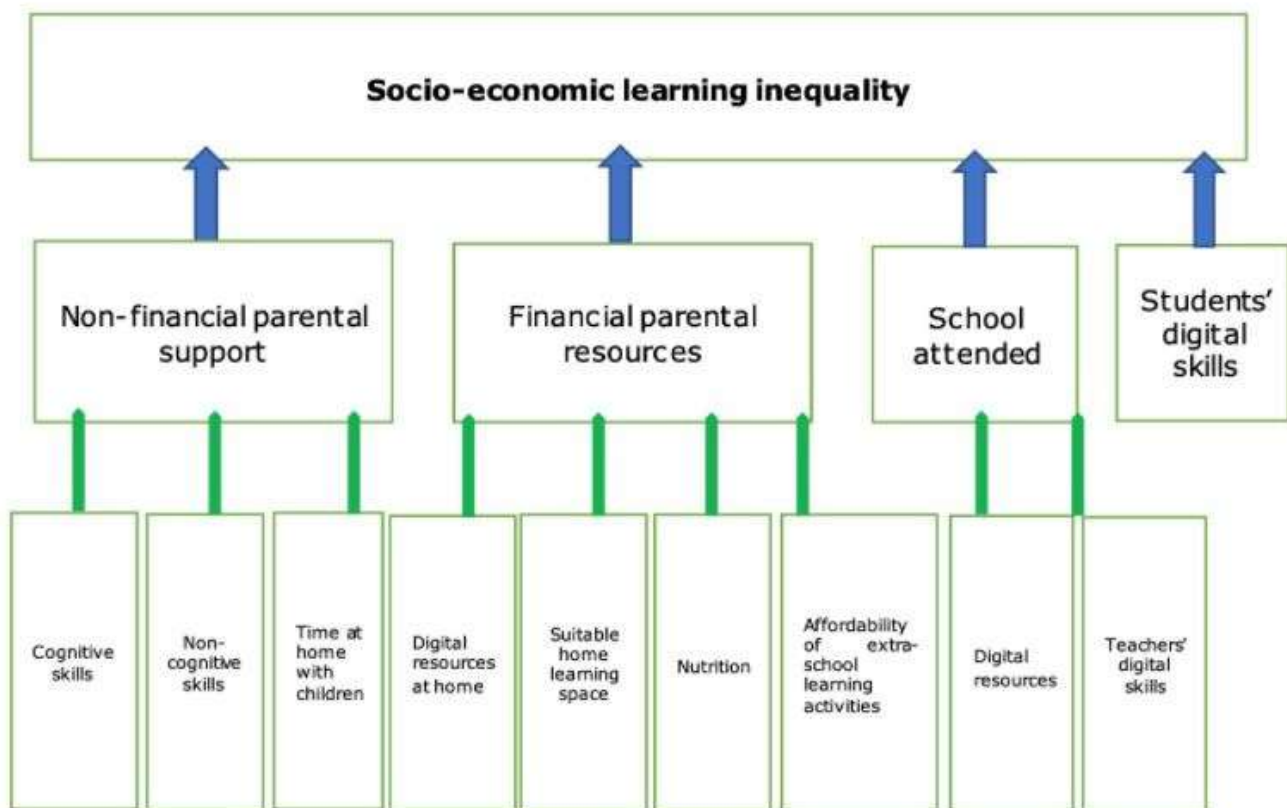 Socio-economic learning inequality
Non-financial parental
support
Financial parental
resources
School
attended
Students’
digital
skills
Cognitive
skills
Non-
cognitive
skills
Time at
home
with
children
Digital
resources
at home
Suitable
home
learning
space
Nutrition
Affordability
of extra-
school
learning
activities
Digital
resources
Teachers’
digital
skills